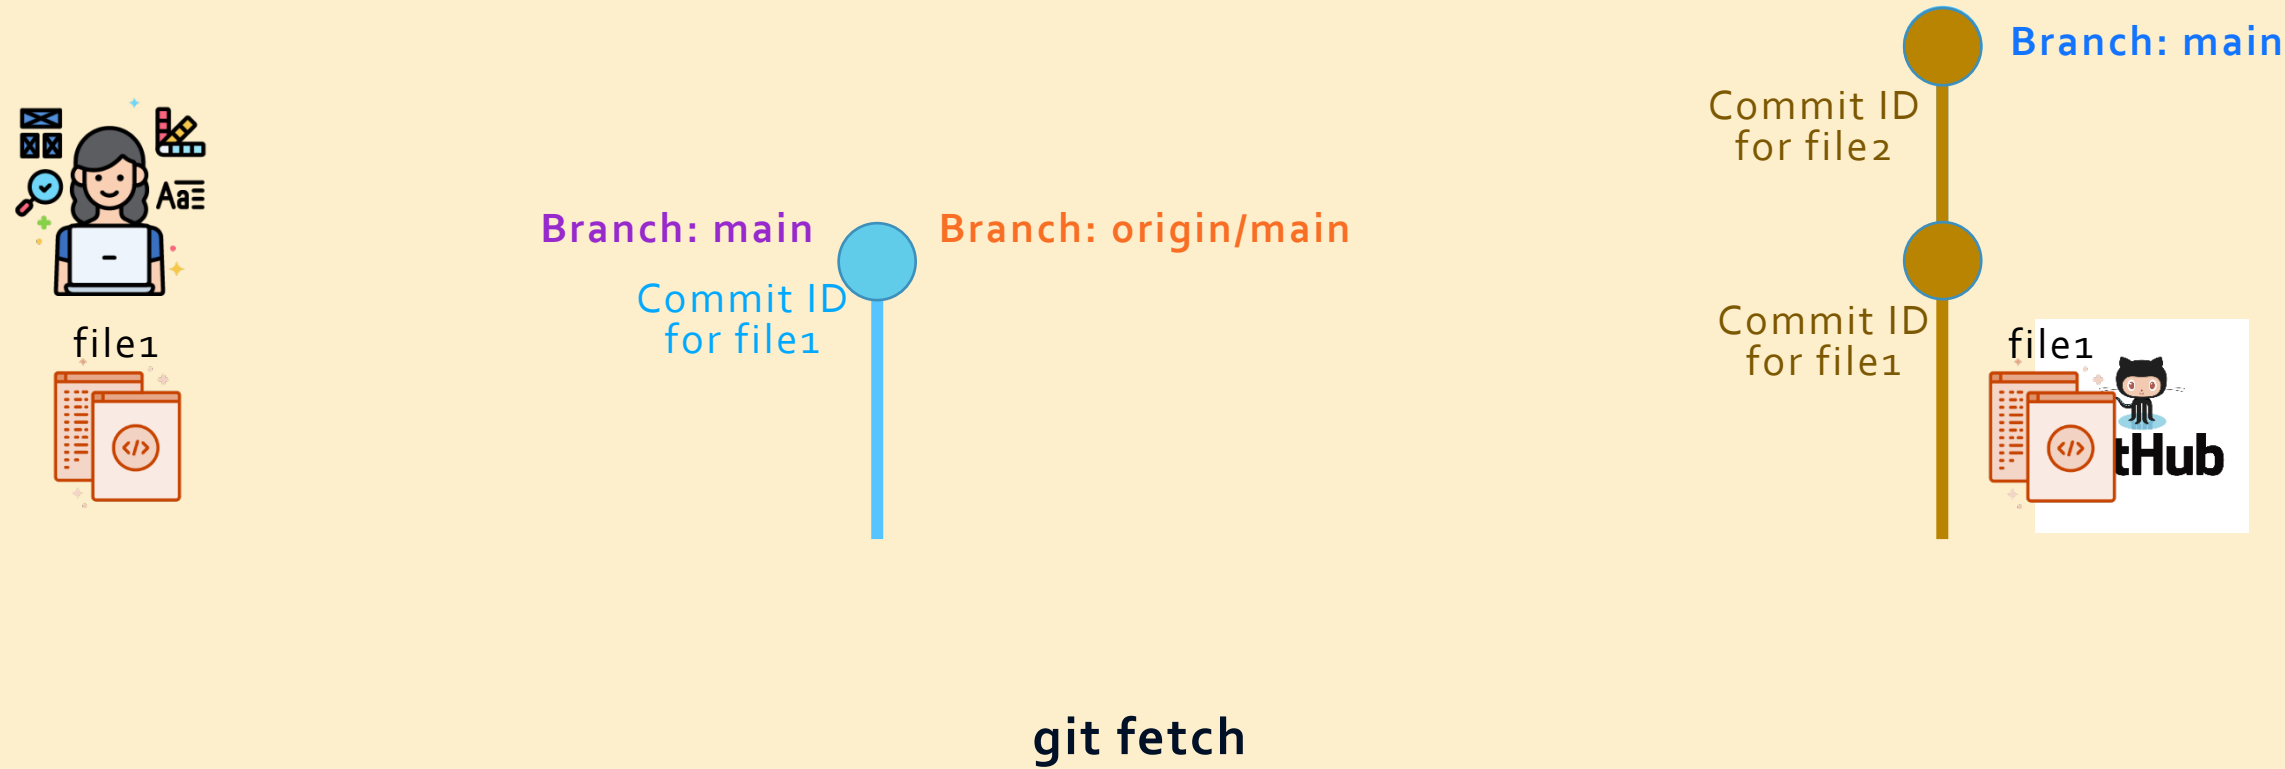 Branch: main
Commit ID
for file2
Aa
Branch: main
Branch: origin/main
Commit ID
for file1
Commit ID
for file1
file1
file1
</>
</>
tHub
git fetch